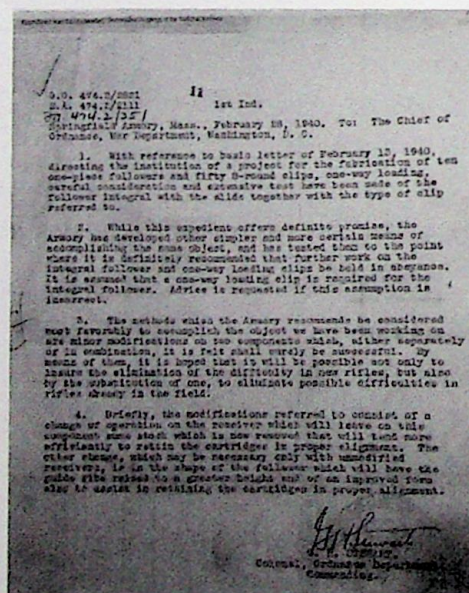 O.O. 474.2/
S.A. 474.2/2111
474.2/351
11
1st Ind.
Springfield Armory, Mass., February 28, 1940. To: The Chief of
Ordnance, War Department, Washington, D. C.
1. With reference to basic letter of February 13, 1940,
directing the institution of a project for the fabrication of ten
one-piece followers and fifty 8-round clips, one-way loading,
careful consideration and extensive test have been made of the
follower integral with the slide together with the type of clip
referred to.
2. While this expedient offers definite promise, the
Armory has developed other simpler and more certain means of
accomplishing the same object, and has tested them to the point
where it is definitely recommended that further work on the
integral follower and one-way loading clips be held in abeyance.
It is assumed that a one-way loading clip is required for the
integral follower. Advice is requested if this assumption is
incorrect.
3. The methods which the Armory recommends be considered
most favorably to accomplish the object we have been working on
are minor modifications on two components which, either separately
or in combination, it is felt shall surely be successful. By
means of them, it is hoped that it will be possible not only to
insure the elimination of the difficulty in new rifles, but also
by the substitution of one, to eliminate possible difficulties in
rifles already in the field.
4. Briefly, the modifications referred to consist of a
change of operation on the receiver which will leave on this
component some stock which is now removed that will tend more
efficiently to retain the cartridges in proper alignment. The
other change, which may be necessary only with unmodified
receivers, is in the shape of the follower which will have the
guide ribs raised to a greater height and of an improved form
also to assist in retaining the cartridges in proper alignment.
STEWART,
Colonel, Ordnance Department,
Commanding.